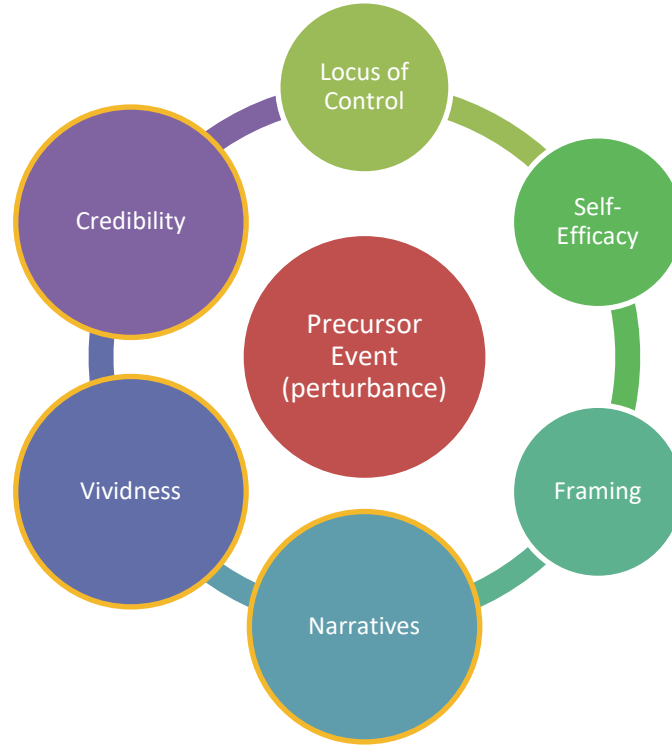 Locus of
Control
Self-
Efficacy
Framing
Narratives
Vividness
Credibility
Precursor
Event
(perturbance)